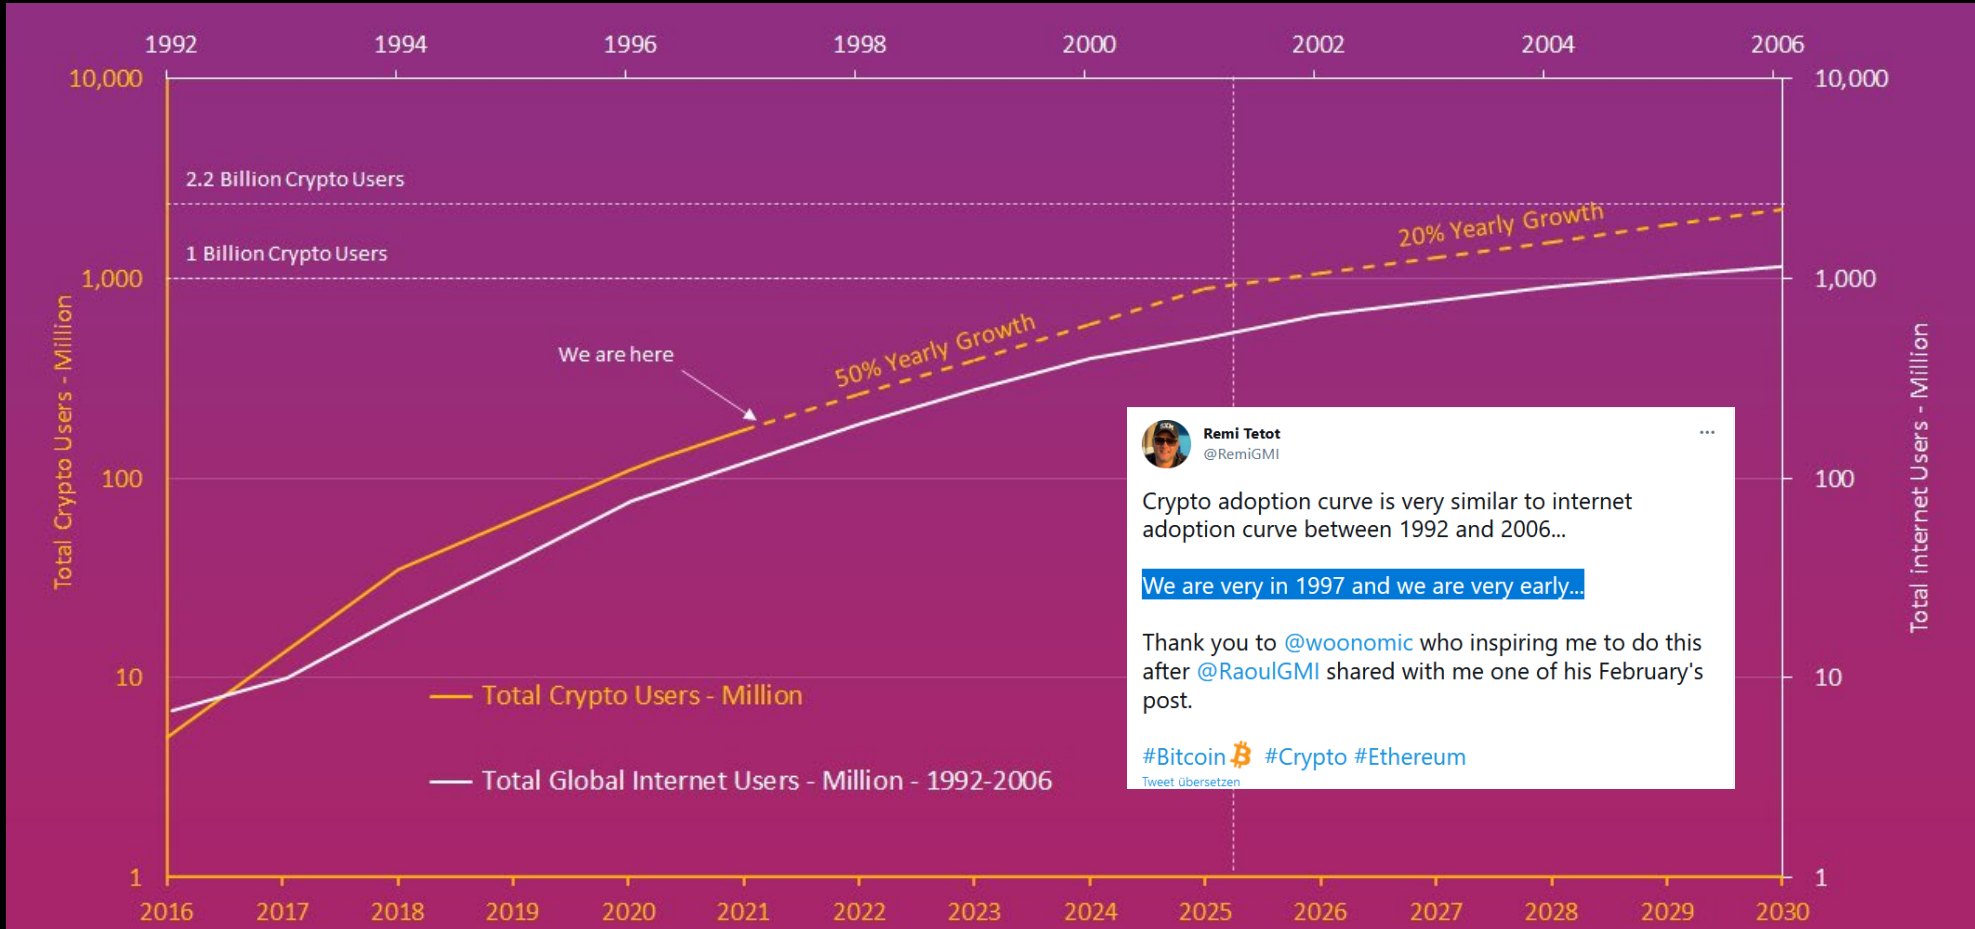 1992 1994 1996 1998 2000 2002 2004 2006
10,000 10,000
2.2 Billion Crypto Users
20% Yearly Growth
1 Billion Crypto Users
1,000 1,000
Total Crypto Users - Million
50% Yearly Growth
We are here
Total internet Users - Million
Remi Tetot ...
@RemiGMI
100 100
Crypto adoption curve is very similar to internet
adoption curve between 1992 and 2006...
We are very in 1997 and we are very early...
Thank you to @woonomic who inspiring me to do this
after @RaoulGMI shared with me one of his February's
post.
10 10
Total Crypto Users - Million
#Bitcoin #Crypto #Ethereum
Tweet übersetzen
Total Global Internet Users - Million - 1992-2006
1 1
2016 2017 2018 2019 2020 2021 2022 2023 2024 2025 2026 2027 2028 2029 2030